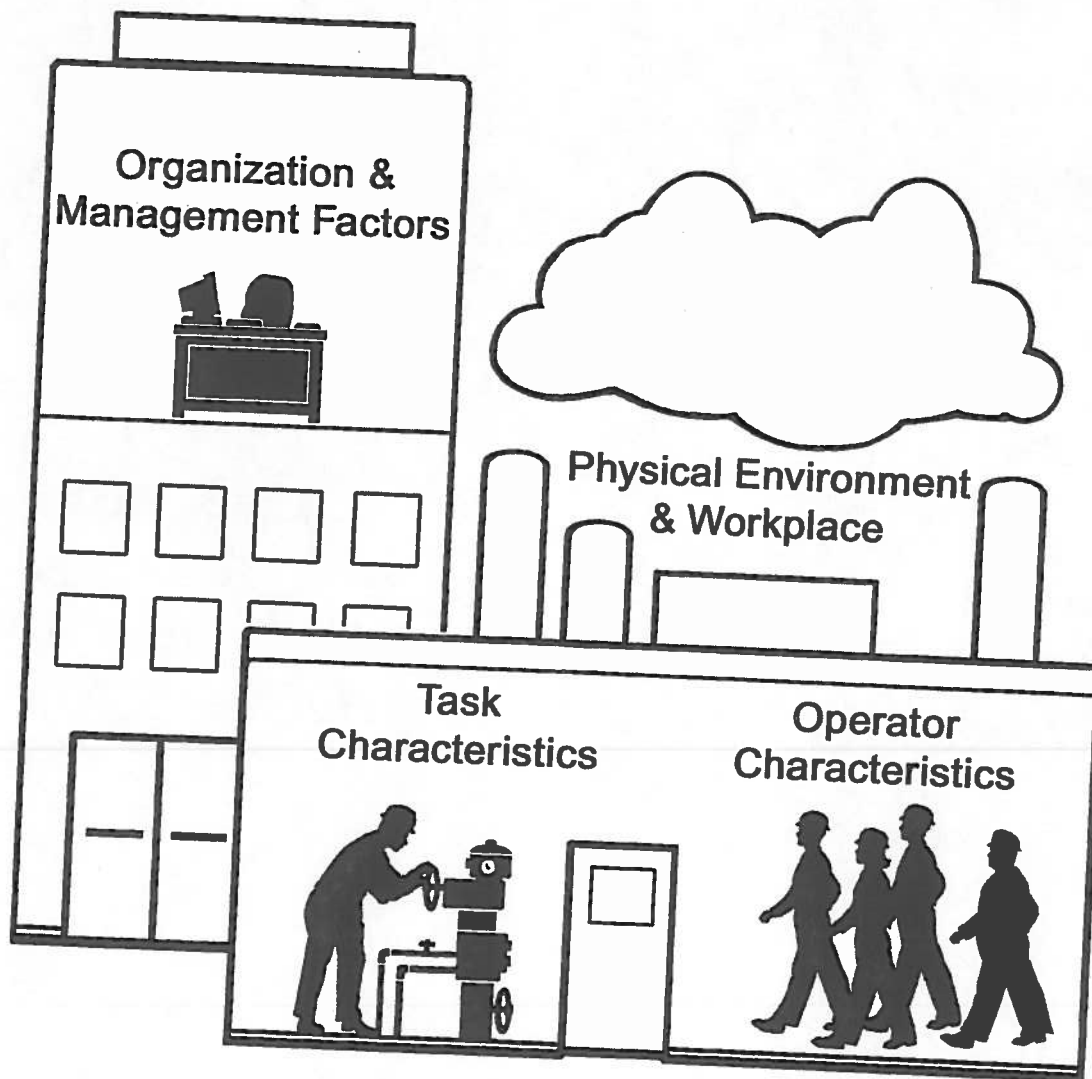 Organization &
Management Factors
Physical Environment
& Workplace
Task
Characteristics
Operator
Characteristics